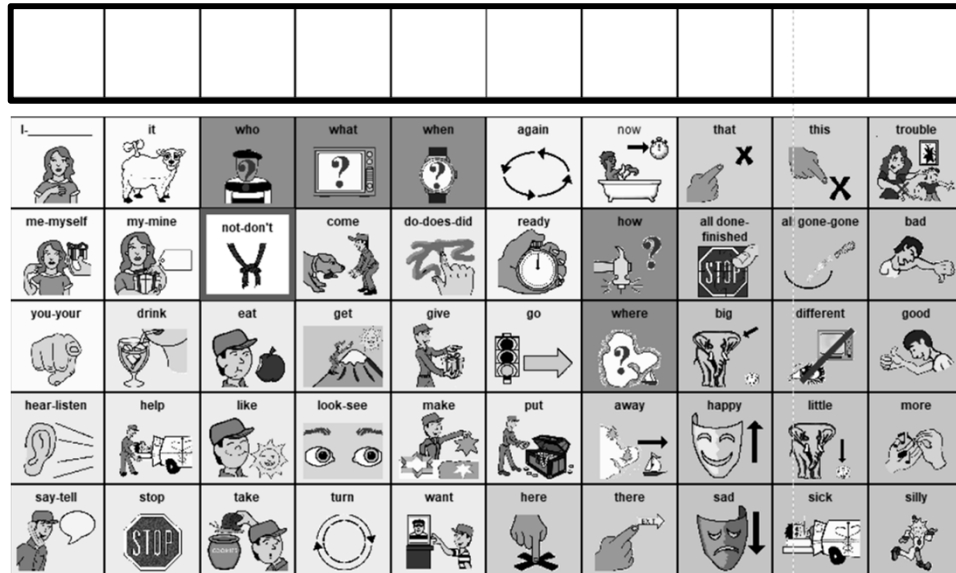 I-________ it who what when again now that this trouble
? ? ? X X
me-myself my-mine not-don't come do-does-did ready how all done-finished all gone-gone bad
? STOP
you-your drink eat get give go where big different good
?
hear-listen help like look-see make put away happy little more
say-tell stop take turn want here there sad sick silly
STOP COOKIES EXIT